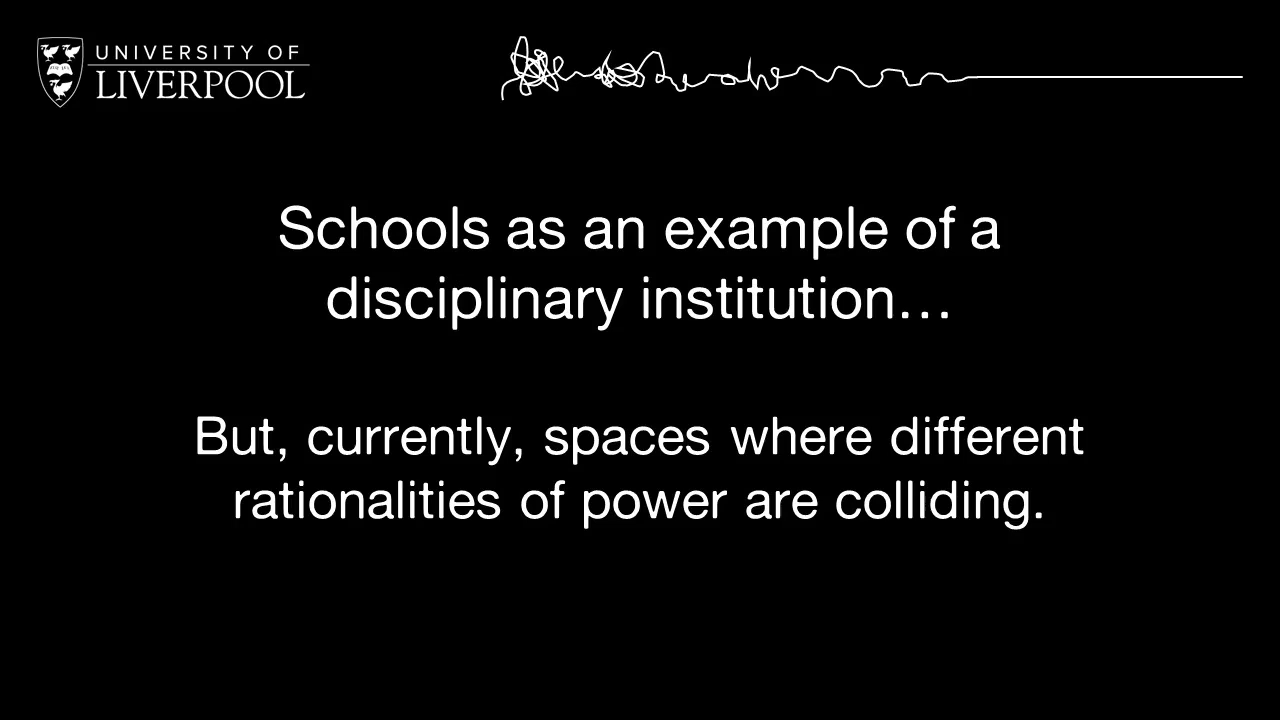 UNIVERSITY OF
LIVERPOOL
Schools as an example of a
disciplinary institution…
But, currently, spaces where different
rationalities of power are colliding.